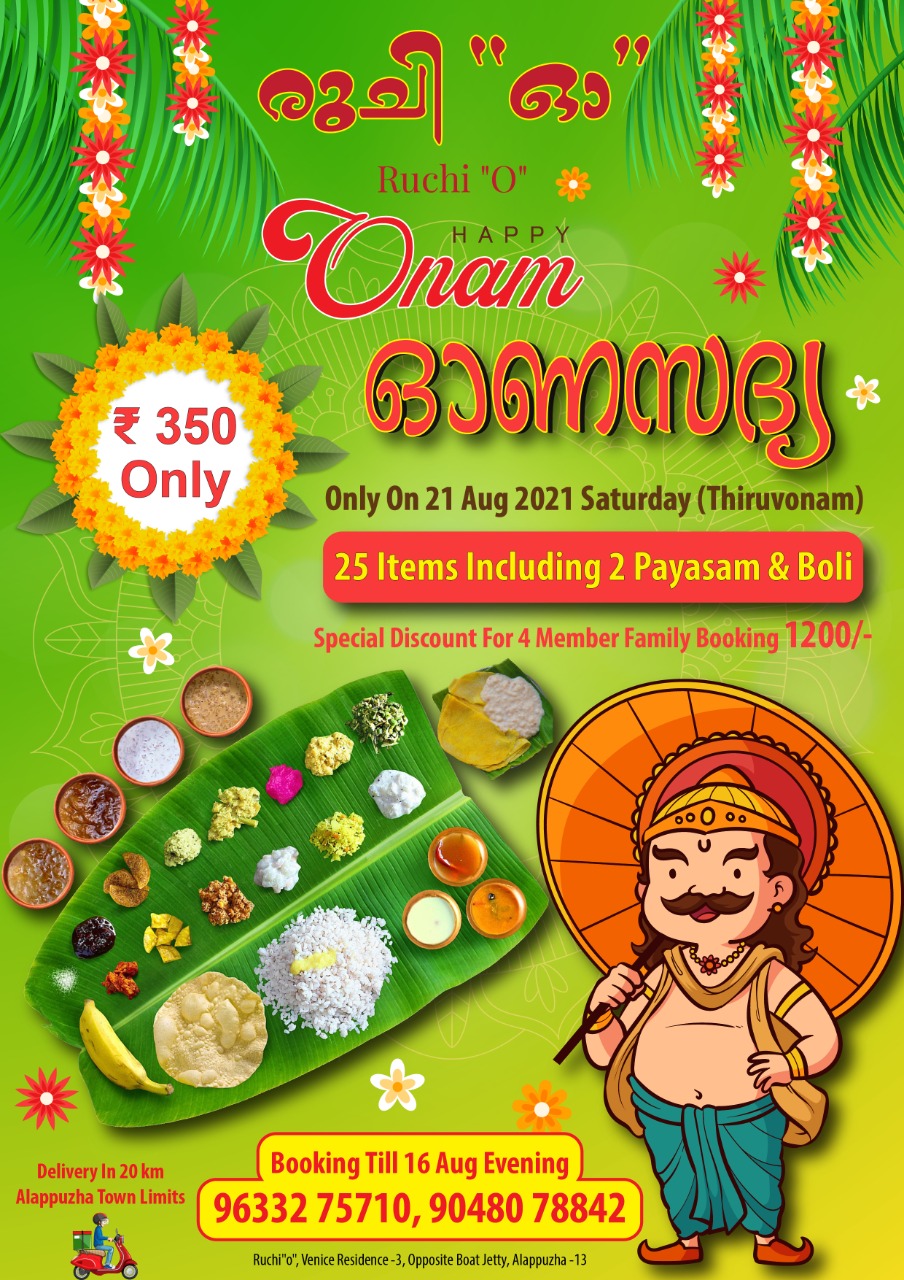 രുചി "ഓ"
Ruchi "O"
HAPPY
Onam
ഓണസദ്യ
₹ 350
Only
Only On 21 Aug 2021 Saturday (Thiruvonam)
25 Items Including 2 Payasam & Boli
Special Discount For 4 Member Family Booking 1200/-
Delivery In 20 km
Alappuzha Town Limits
Booking Till 16 Aug Evening
96332 75710, 90480 78842
Ruchi"o", Venice Residence -3, Opposite Boat Jetty, Alappuzha -13